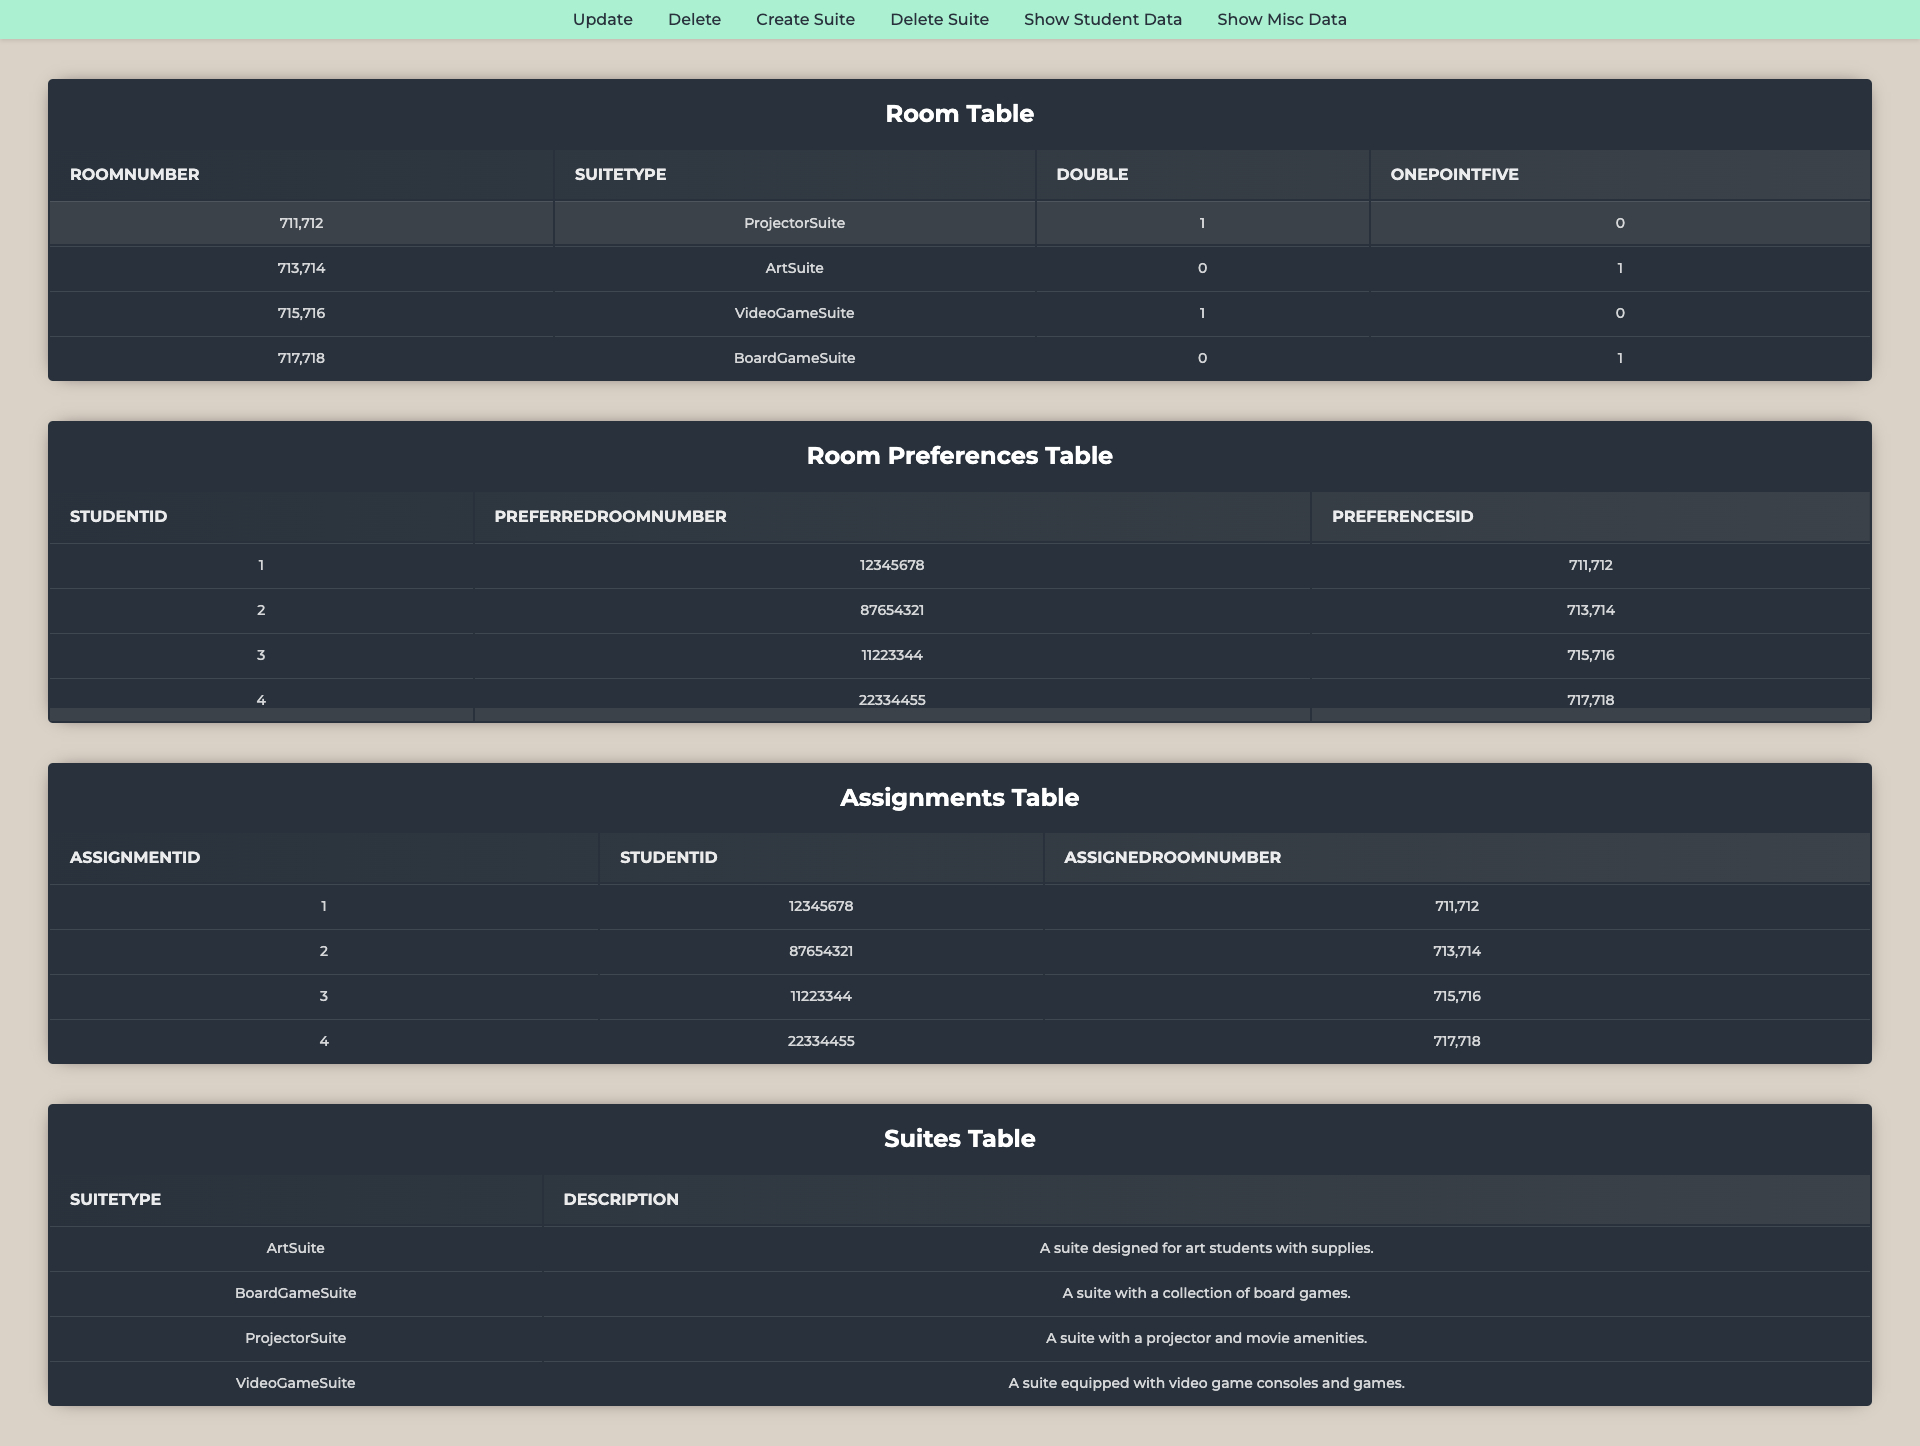 Update Delete Create Suite Delete Suite Show Student Data Show Misc Data
Room Table
ROOMNUMBER SUITETYPE DOUBLE ONEPOINTFIVE
711,712 ProjectorSuite 1 0
713,714 ArtSuite 0 1
715,716 VideoGameSuite 1 0
717,718 BoardGameSuite 0 1
Room Preferences Table
STUDENTID PREFERREDROOMNUMBER PREFERENCESID
1 12345678 711,712
2 87654321 713,714
3 11223344 715,716
4 22334455 717,718
Assignments Table
ASSIGNMENTID STUDENTID ASSIGNEDROOMNUMBER
1 12345678 711,712
2 87654321 713,714
3 11223344 715,716
4 22334455 717,718
Suites Table
SUITETYPE DESCRIPTION
ArtSuite A suite designed for art students with supplies.
BoardGameSuite A suite with a collection of board games.
ProjectorSuite A suite with a projector and movie amenities.
VideoGameSuite A suite equipped with video game consoles and games.